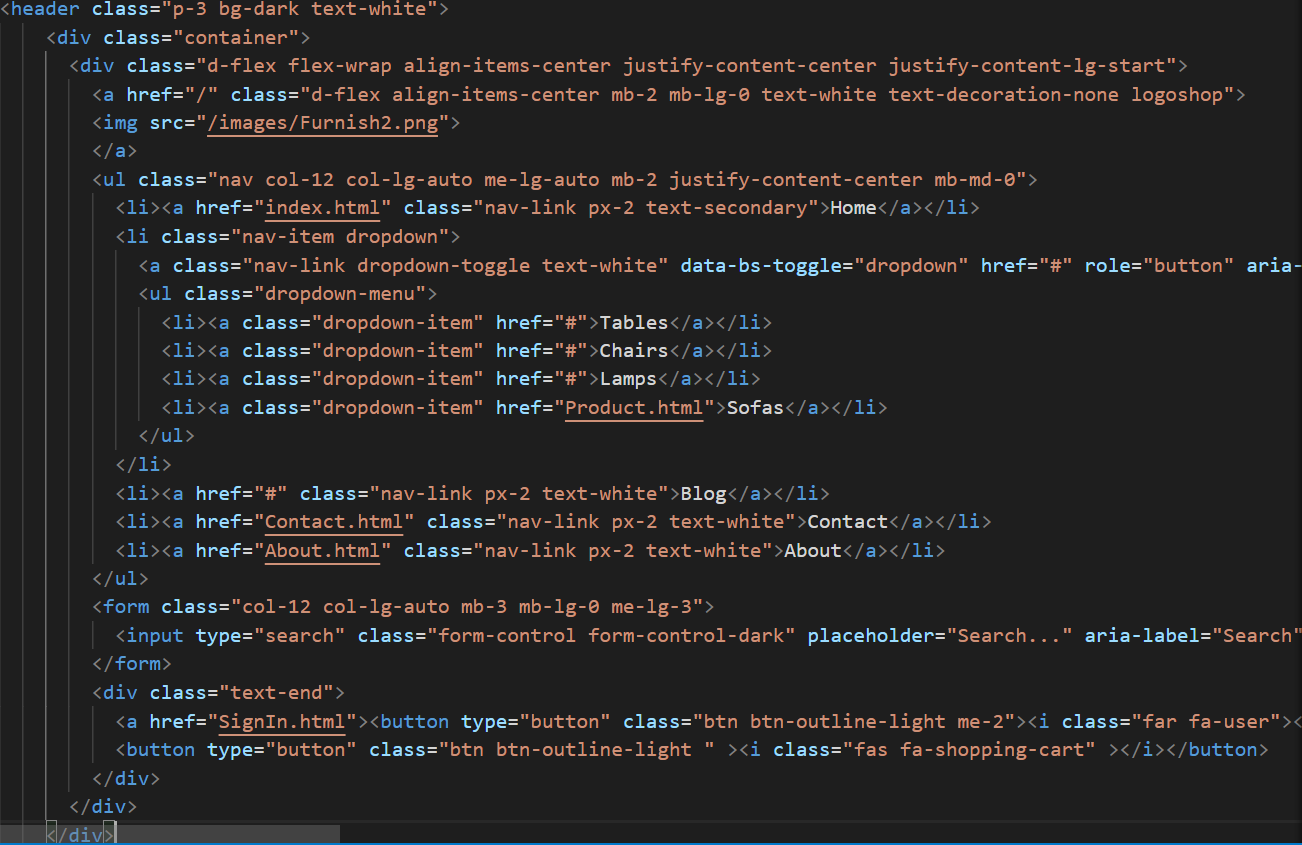 <header class="p-3 bg-dark text-white">
<div class="container">
<div class="d-flex flex-wrap align-items-center justify-content-center justify-content-lg-start">
<a href="/" class="d-flex align-items-center mb-2 mb-lg-0 text-white text-decoration-none logoshop">
<img src="/images/Furnish2.png">
</a>
<ul class="nav col-12 col-lg-auto me-lg-auto mb-2 justify-content-center mb-md-0">
<li><a href="index.html" class="nav-link px-2 text-secondary">Home</a></li>
<li class="nav-item dropdown">
<a class="nav-link dropdown-toggle text-white" data-bs-toggle="dropdown" href="#" role="button" aria-
<ul class="dropdown-menu">
<li><a class="dropdown-item" href="#">Tables</a></li>
<li><a class="dropdown-item" href="#">Chairs</a></li>
<li><a class="dropdown-item" href="#">Lamps</a></li>
<li><a class="dropdown-item" href="Product.html">Sofas</a></li>
</ul>
</li>
<li><a href="#" class="nav-link px-2 text-white">Blog</a></li>
<li><a href="Contact.html" class="nav-link px-2 text-white">Contact</a></li>
<li><a href="About.html" class="nav-link px-2 text-white">About</a></li>
</ul>
<form class="col-12 col-lg-auto mb-3 mb-lg-0 me-lg-3">
<input type="search" class="form-control form-control-dark" placeholder="Search..." aria-label="Search"
</form>
<div class="text-end">
<a href="SignIn.html"><button type="button" class="btn btn-outline-light me-2"><i class="far fa-user"><
<button type="button" class="btn btn-outline-light " ><i class="fas fa-shopping-cart" ></i></button>
</div>
</div>
</div>